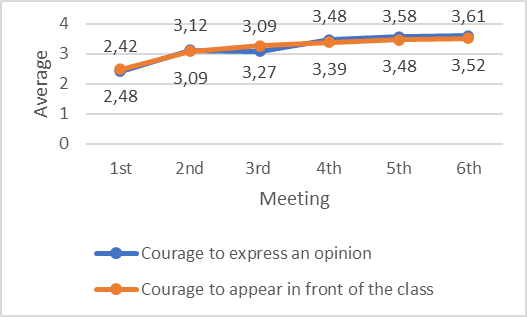 4
3
2
1
0
Average
2,42 3,12 3,09 3,48 3,58 3,61
2,48 3,09 3,27 3,39 3,48 3,52
1st 2nd 3rd 4th 5th 6th
Meeting
Courage to express an opinion
Courage to appear in front of the class